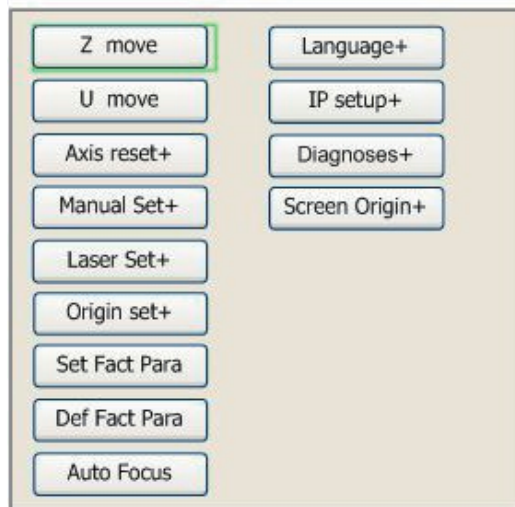 Z move
U move
Axis reset+
Manual Set+
Laser Set+
Origin set+
Set Fact Para
Def Fact Para
Auto Focus
Language+
IP setup+
Diagnoses+
Screen Origin+